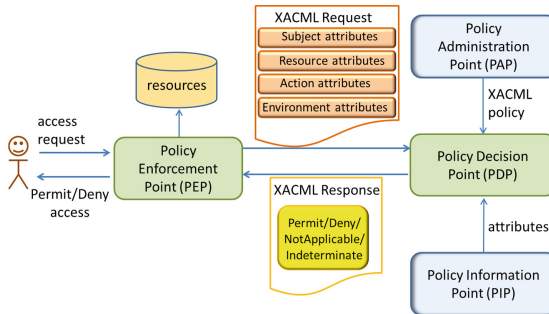 XACML Request
Subject attributes
Resource attributes
Action attributes
Environment attributes
Policy
Administration
Point (PAP)
resources
XACML
policy
access
request
Policy
Enforcement
Point (PEP)
Policy Decision
Point (PDP)
Permit/Deny
access
XACML Response
Permit/Deny/
NotApplicable/
Indeterminate
attributes
Policy Information
Point (PIP)